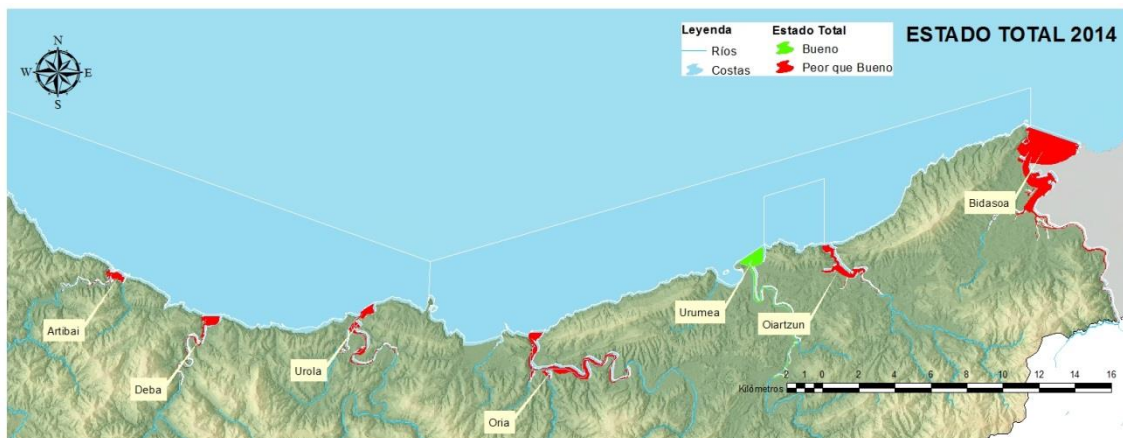 ESTADO TOTAL 2014
Leyenda
Ríos
Costas
Estado Total
Bueno
Peor que Bueno
N
W E
S
Bidasoa
Artibai
Deba
Urola
Oria
Urumea
Oiartzun
2 1 0 2 4 6 8 10 12 14 16
Kilómetros